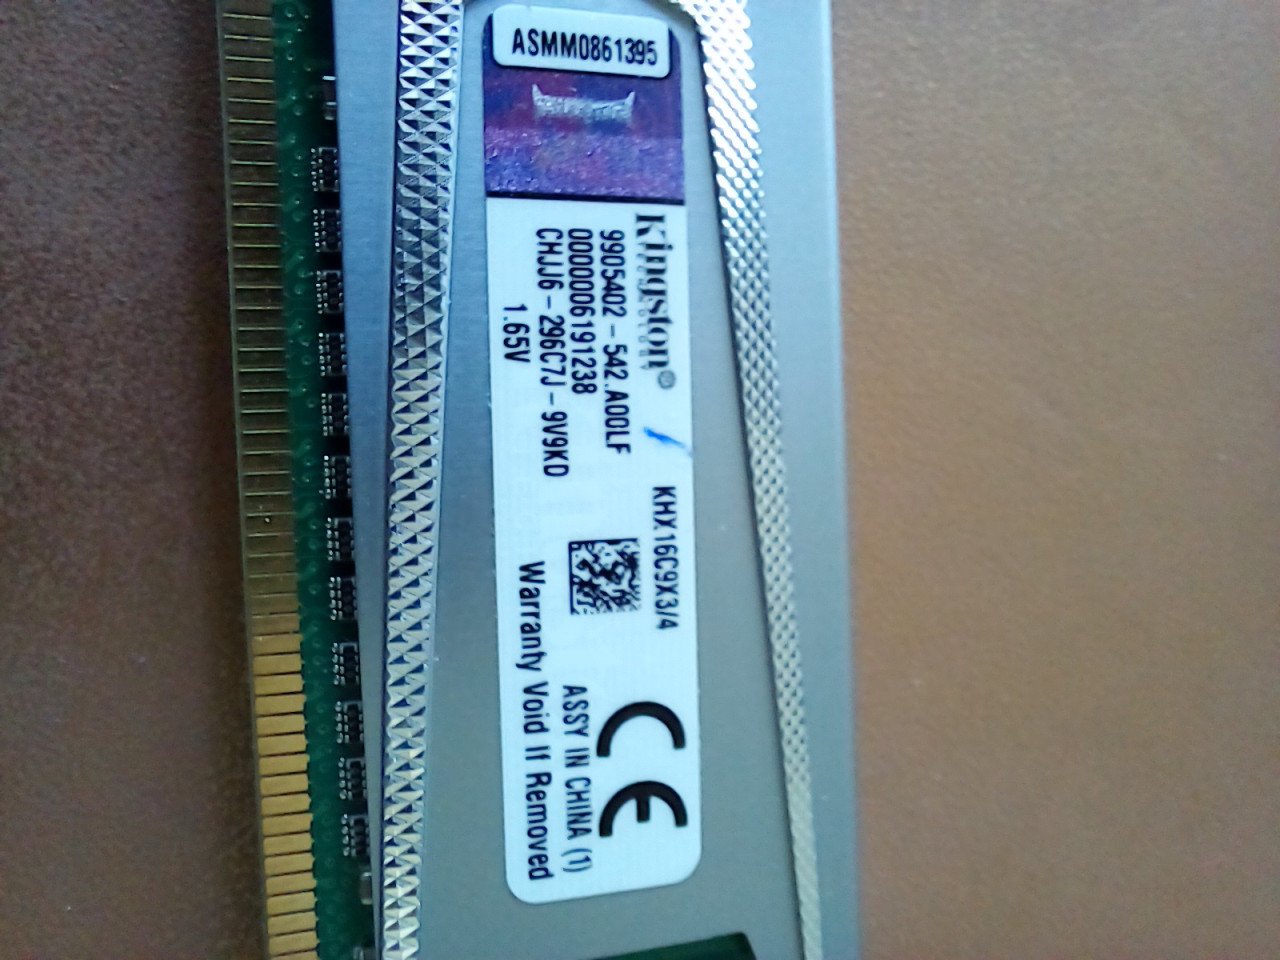 ASMM0861395
Kingston®
KHX16C9X3/4
9905402-542.A00LF
0000006191238
CHJJ6-296C7J-9V9KD
1.65V
CE
ASSY IN CHINA (1)
Warranty Void If Removed